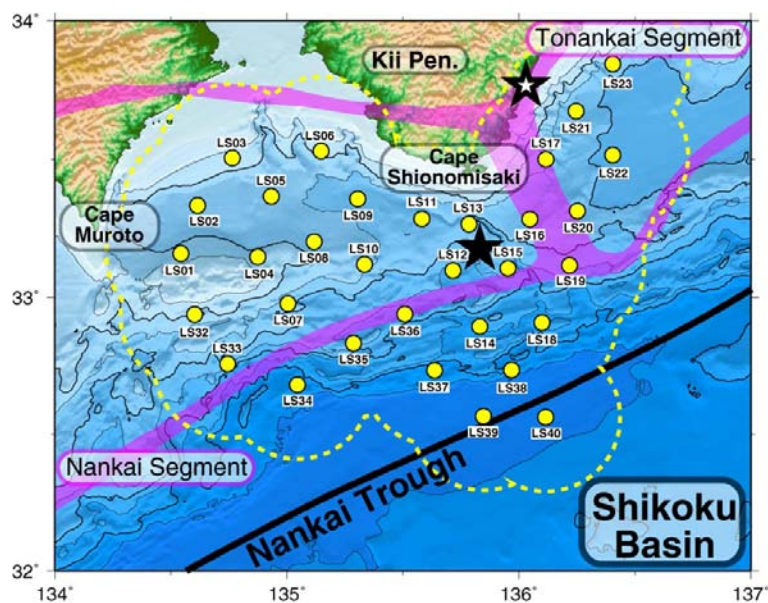 34°
Tonankai Segment
Kii Pen.
LS23
LS21
LS03
LS06
LS17
Cape
Shionomisaki
LS22
LS05
LS02
LS09
LS11
LS13
LS16
LS20
Cape
Muroto
LS01
LS04
LS08
LS10
LS12
LS15
LS19
33°
LS32
LS07
LS36
LS14
LS18
LS33
LS35
LS34
LS37
LS38
LS39
LS40
Nankai Segment
Nankai Trough
Shikoku
Basin
32°
134°
135°
136°
137°